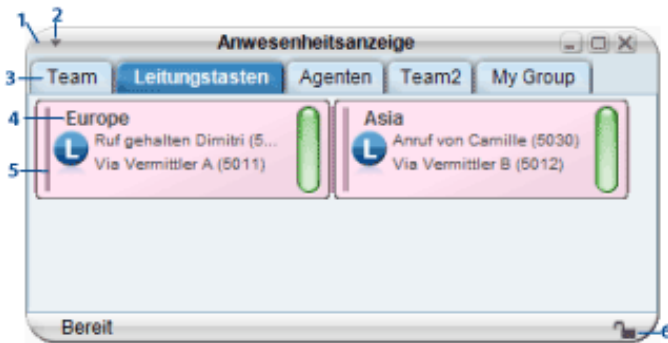 1 2
Anwesenheitsanzeige
3 Team Leitungstasten Agenten Team2 My Group
4 Europe Asia
L Ruf gehalten Dimitri (5... L Anruf von Camille (5030)
5 Via Vermittler A (5011) Via Vermittler B (5012)
Bereit 6